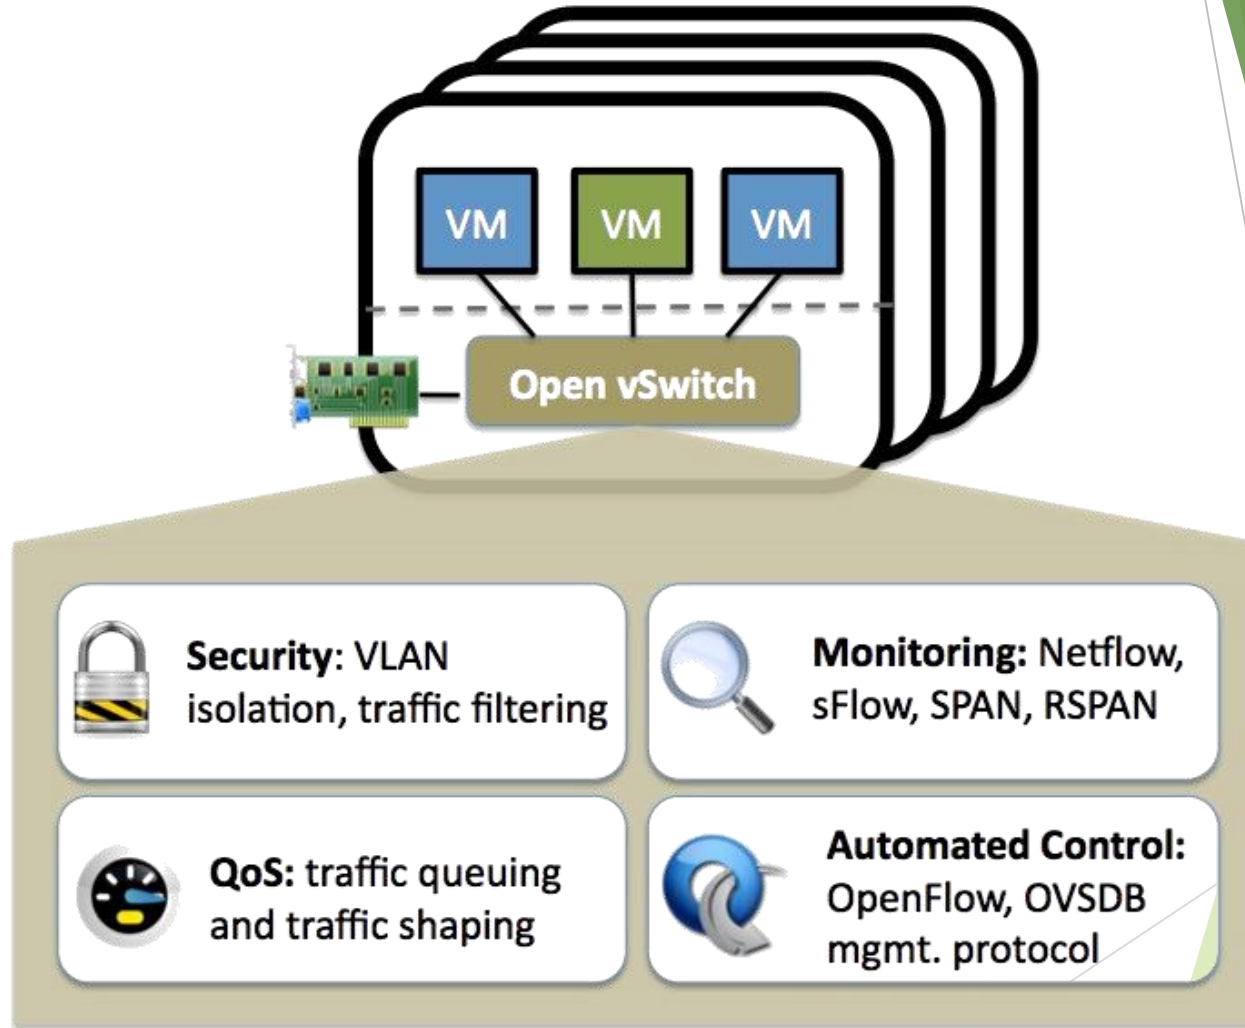 VM VM VM
Open vSwitch
Security: VLAN
isolation, traffic filtering
Monitoring: Netflow,
sFlow, SPAN, RSPAN
QoS: traffic queuing
and traffic shaping
Automated Control:
OpenFlow, OVSDB
mgmt. protocol